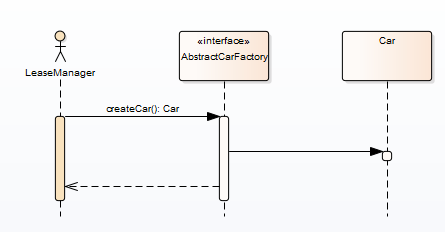 «interface»
AbstractCarFactory
Car
LeaseManager
createCar(): Car